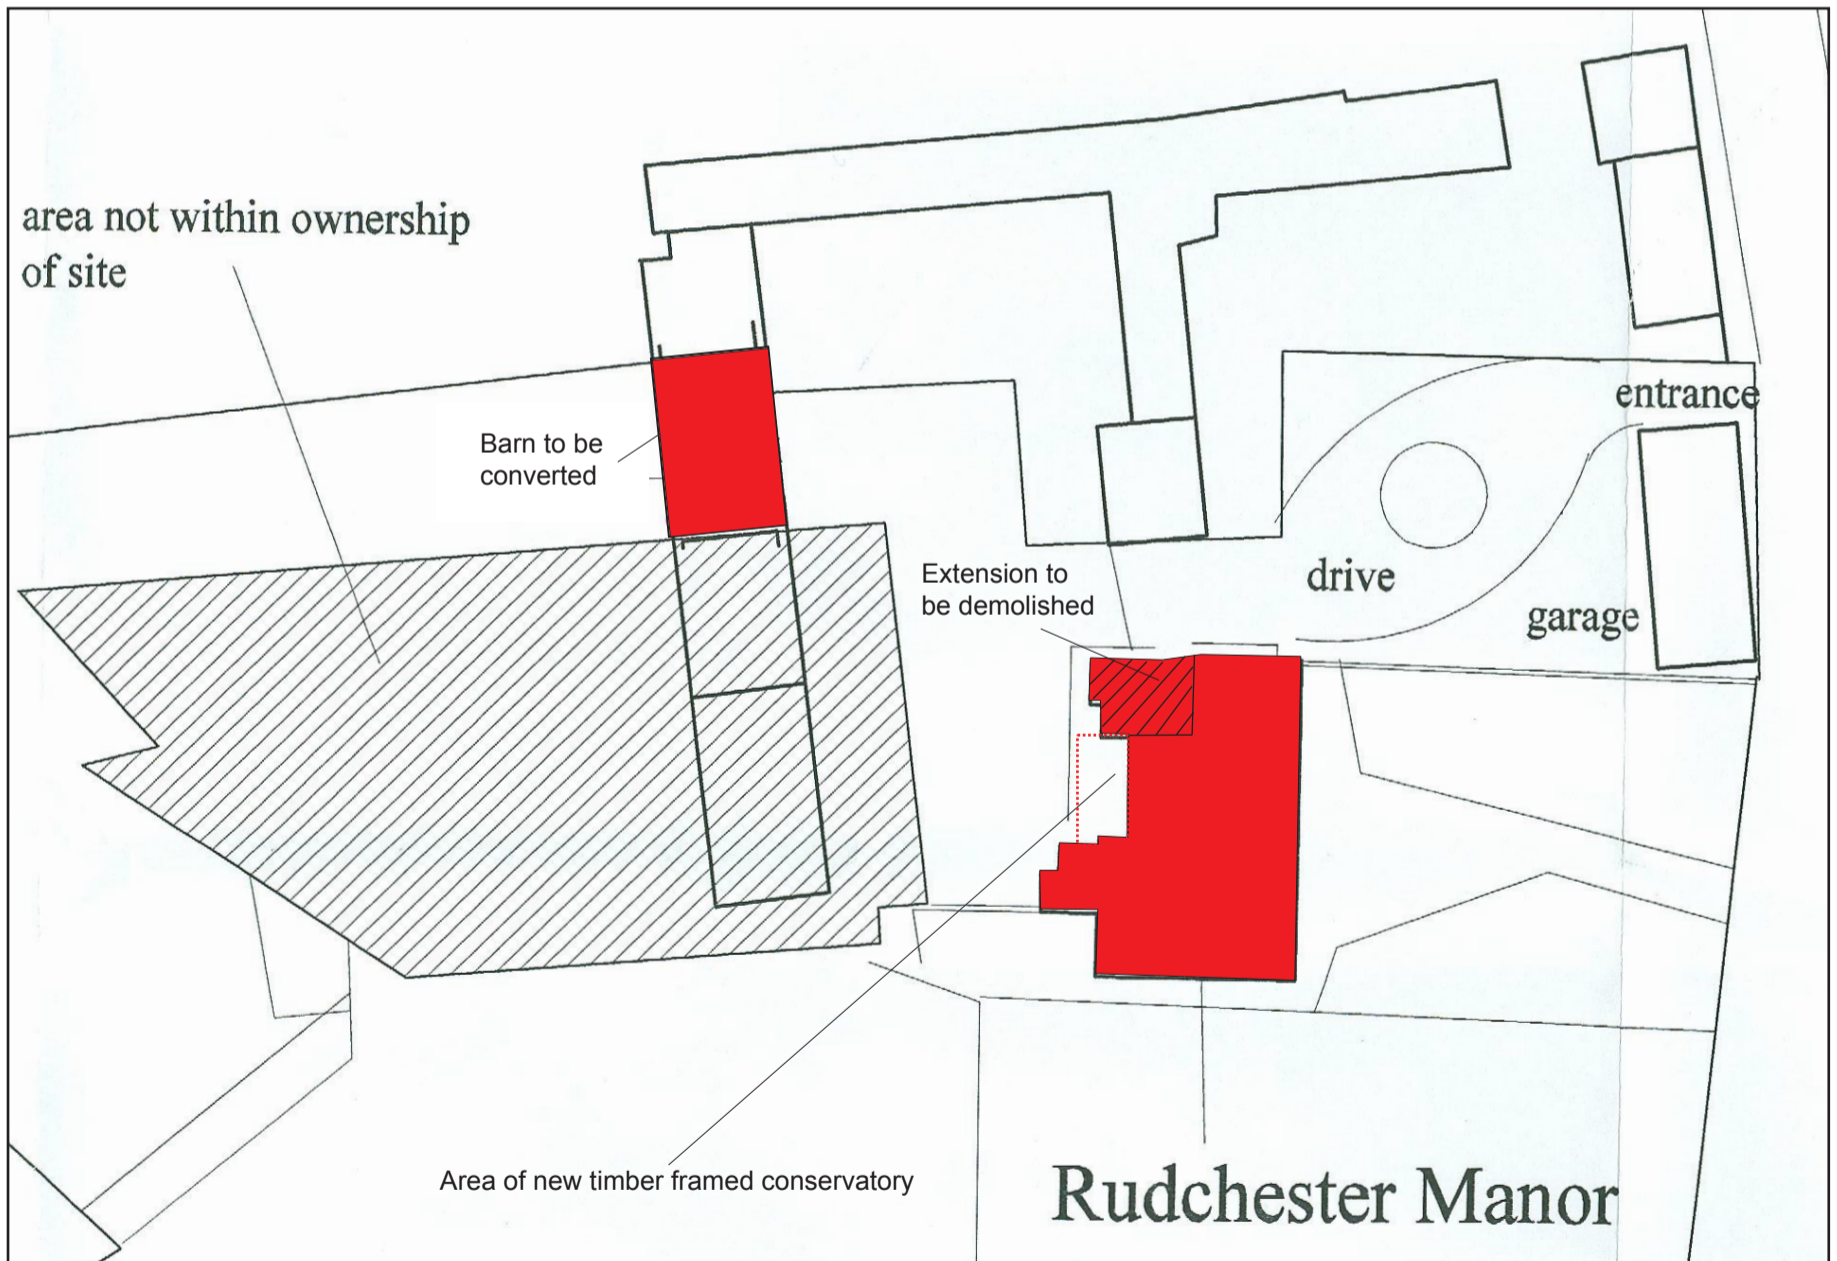 area not within ownership
of site
entrance
Barn to be
converted
Extension to
be demolished
drive
garage
Area of new timber framed conservatory
Rudchester Manor